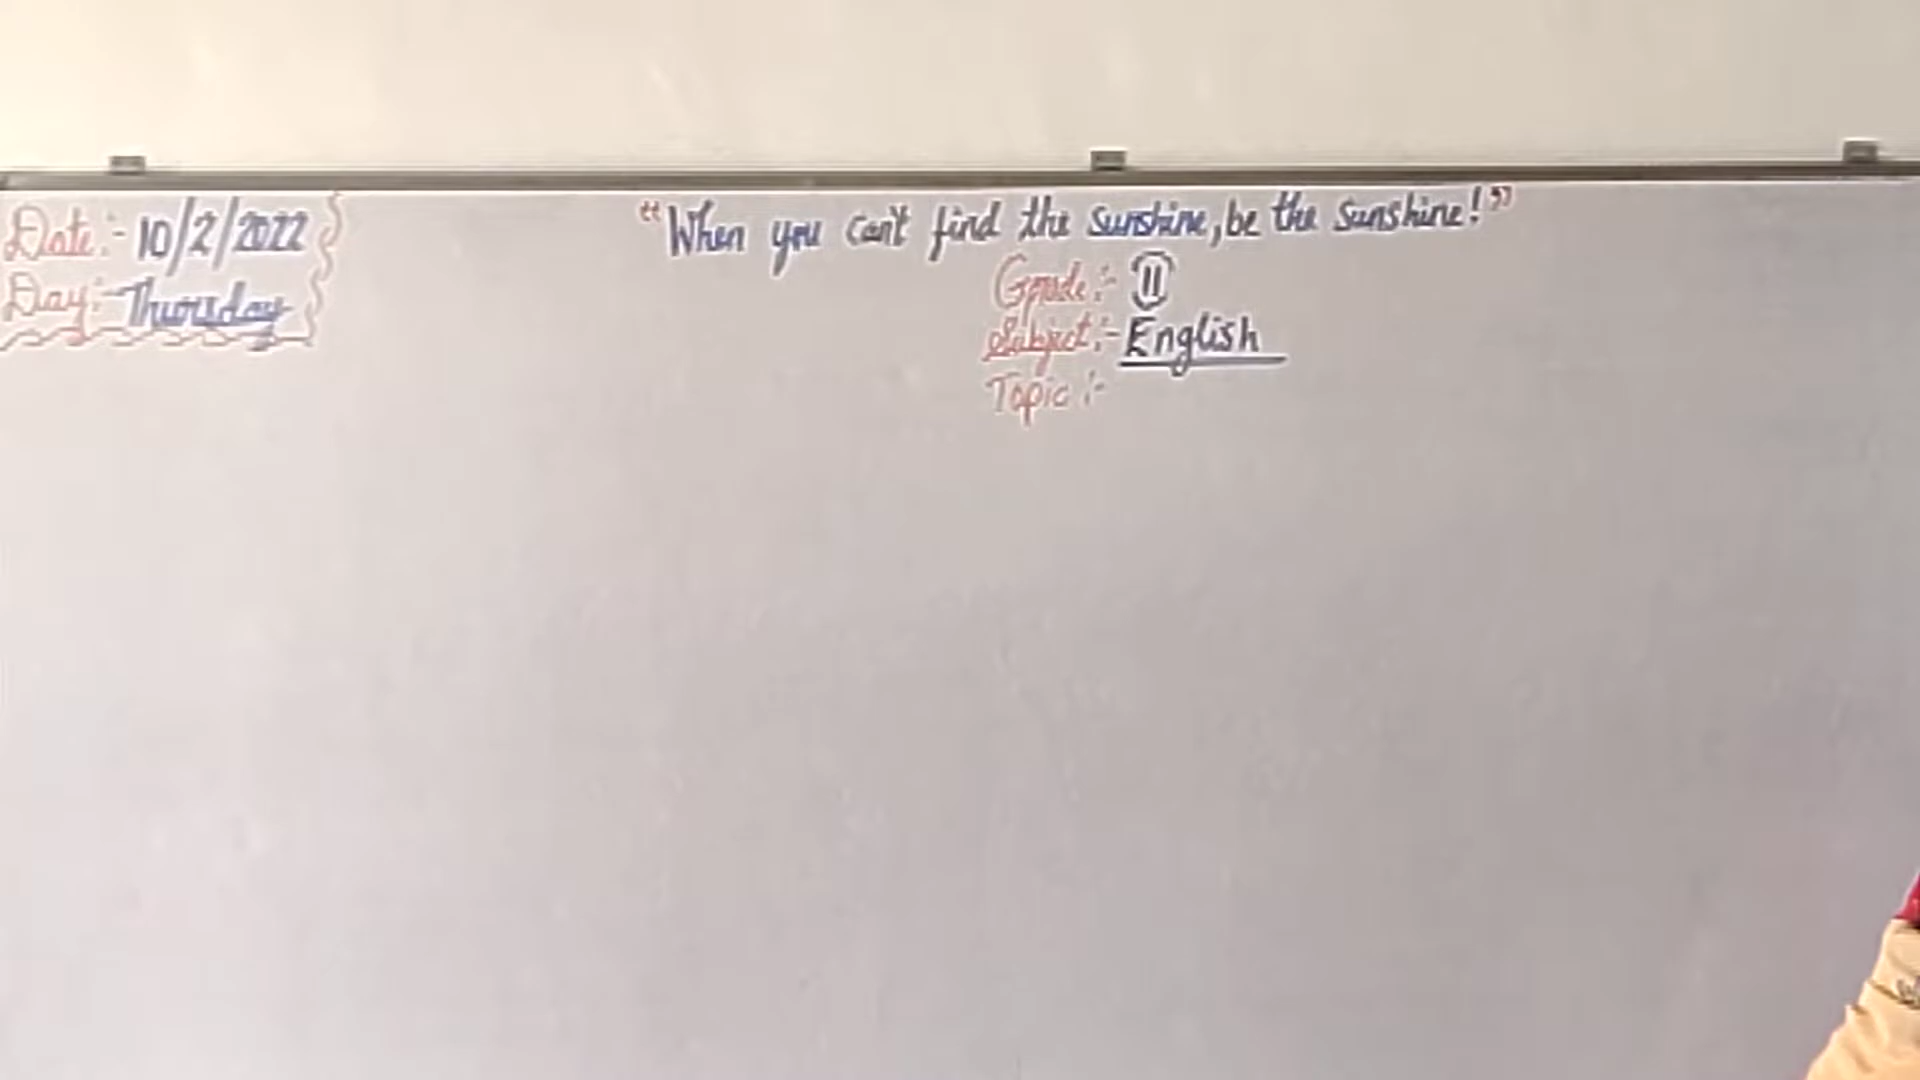 Date:- 10/2/2022
Day:- Thursday
"When you can't find the sunshine, be the sunshine!"
Grade:- 11
Subject:- English
Topic:-